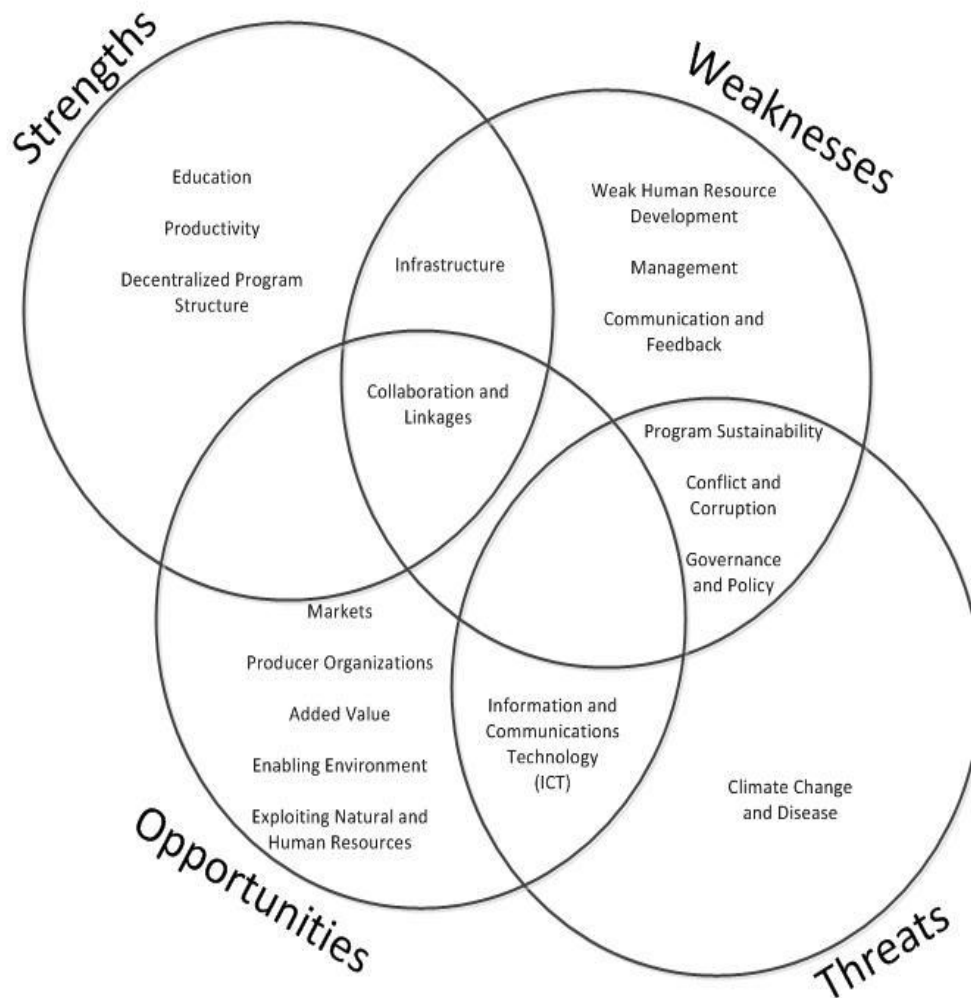 Strengths
Weaknesses
Education
Productivity
Decentralized Program
Structure
Infrastructure
Weak Human Resource
Development
Management
Communication and
Feedback
Collaboration and
Linkages
Program Sustainability
Conflict and
Corruption
Governance
and Policy
Markets
Producer Organizations
Added Value
Enabling Environment
Exploiting Natural and
Human Resources
Information and
Communications
Technology
(ICT)
Climate Change
and Disease
Opportunities
Threats